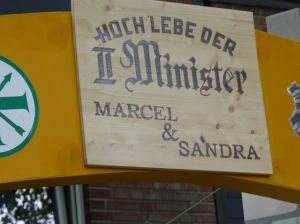 HOCH LEBE DER
II Minister
MARCEL
&
SANDRA